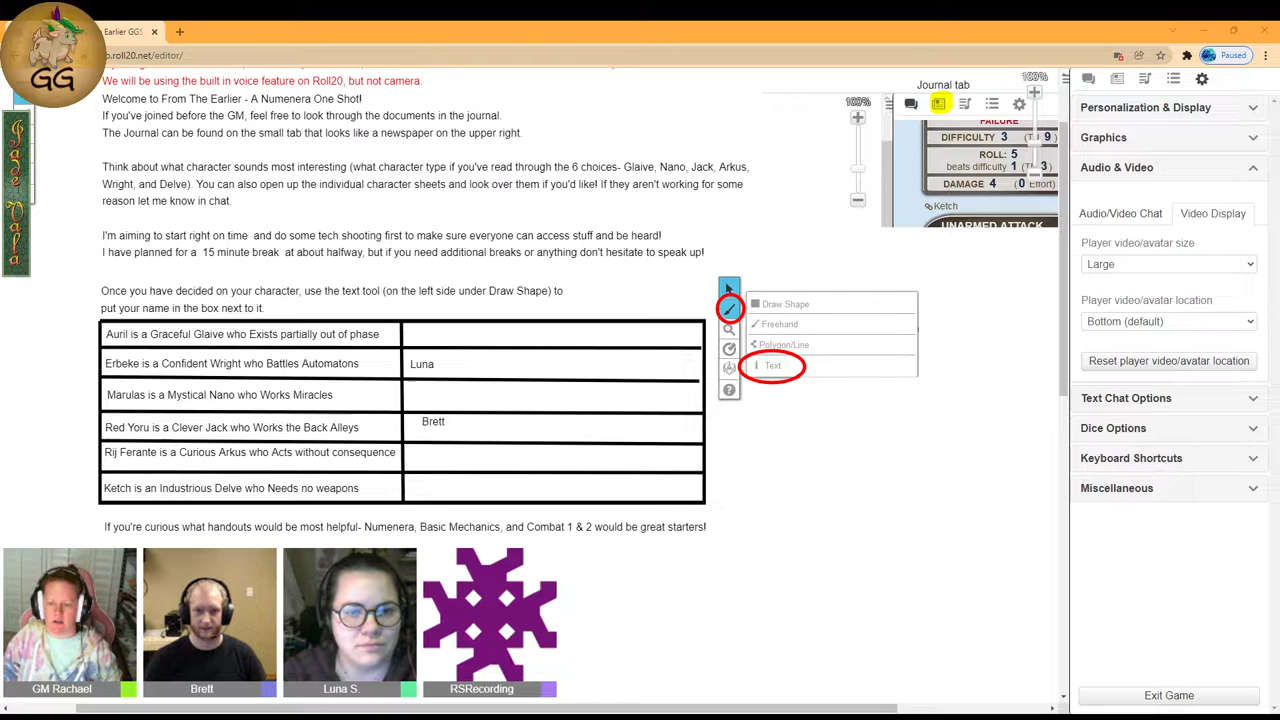 Earlier GGS
Paused
o.roll20.net/editor/
GG
Jade Vala
We will be using the built in voice feature on Roll20, but not camera.
Welcome to From The Earlier - A Numenera One Shot!
If you've joined before the GM, feel free to look through the documents in the journal.
The Journal can be found on the small tab that looks like a newspaper on the upper right.
Think about what character sounds most interesting (what character type if you've read through the 6 choices- Glaive, Nano, Jack, Arkus,
Wright, and Delve). You can also open up the individual character sheets and look over them if you'd like! If they aren't working for some
reason let me know in chat.
I'm aiming to start right on time and do some tech shooting first to make sure everyone can access stuff and be heard!
I have planned for a 15 minute break at about halfway, but if you need additional breaks or anything don't hesitate to speak up!
Once you have decided on your character, use the text tool (on the left side under Draw Shape) to
put your name in the box next to it.
Auril is a Graceful Glaive who Exists partially out of phase
Erbeke is a Confident Wright who Battles Automatons
Luna
Marulas is a Mystical Nano who Works Miracles
Red Yoru is a Clever Jack who Works the Back Alleys
Brett
Rij Ferante is a Curious Arkus who Acts without consequence
Ketch is an Industrious Delve who Needs no weapons
If you're curious what handouts would be most helpful- Numenera, Basic Mechanics, and Combat 1 & 2 would be great starters!
Draw Shape
Freehand
Polygon/Line
Text
Journal tab
100%
100%
FAILURE
DIFFICULTY 3
9)
ROLL: 5
beats difficulty 1
3)
DAMAGE 4 (0 Effort)
Ketch
UNARMED ATTACK
Personalization & Display
Graphics
Audio & Video
Audio/Video Chat
Video Display
Player video/avatar size
Large
Player video/avatar location
Bottom (default)
Reset player video/avatar location
Text Chat Options
Dice Options
Keyboard Shortcuts
Miscellaneous
Exit Game
GM Rachael
Brett
Luna S.
RSRecording